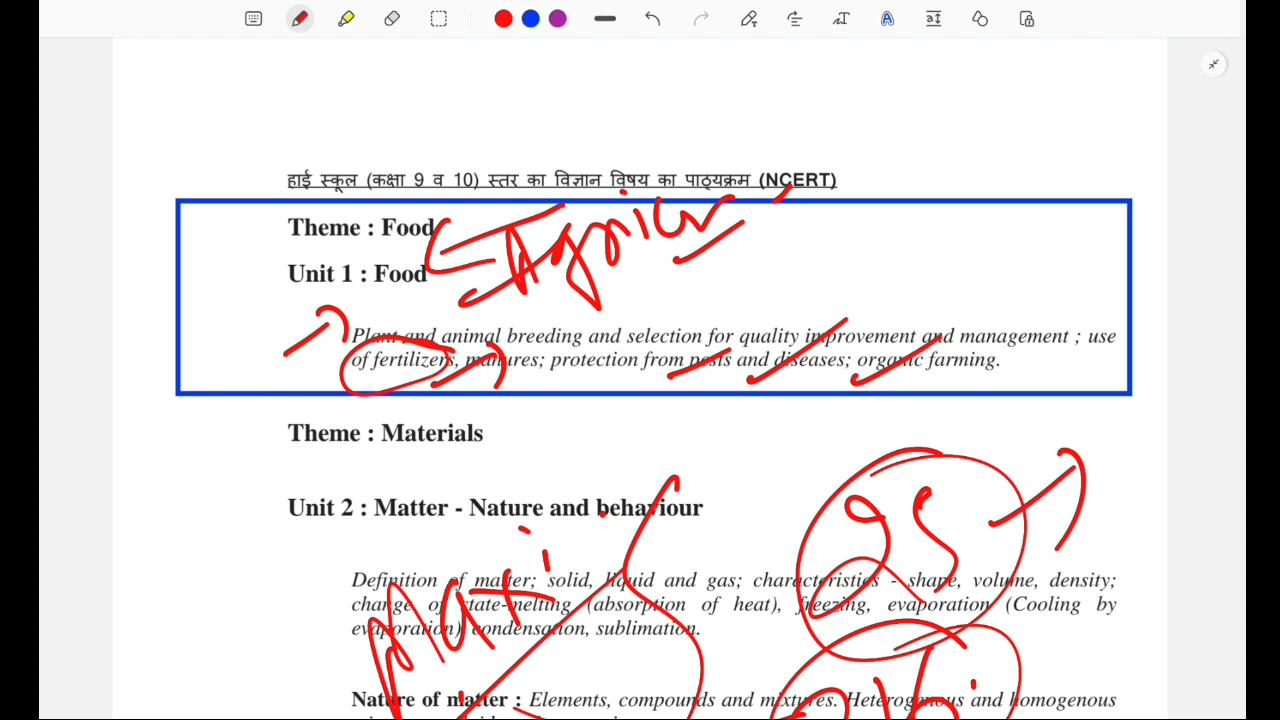 हाई स्कूल (कक्षा 9 व 10) स्तर का विज्ञान विषय का पाठ्यक्रम (NCERT)
Theme : Food
Agricu
Unit 1 : Food
Plant and animal breeding and selection for quality improvement and management ; use
of fertilizers, manures; protection from pests and diseases; organic farming.
Theme : Materials
Unit 2 : Matter - Nature and behaviour
25
Definition of matter; solid, liquid and gas; characteristics - shape, volume, density;
change of state-melting (absorption of heat), freezing, evaporation (Cooling by
evaporation), condensation, sublimation.
Nature of matter : Elements, compounds and mixtures. Heterogenous and homogenous